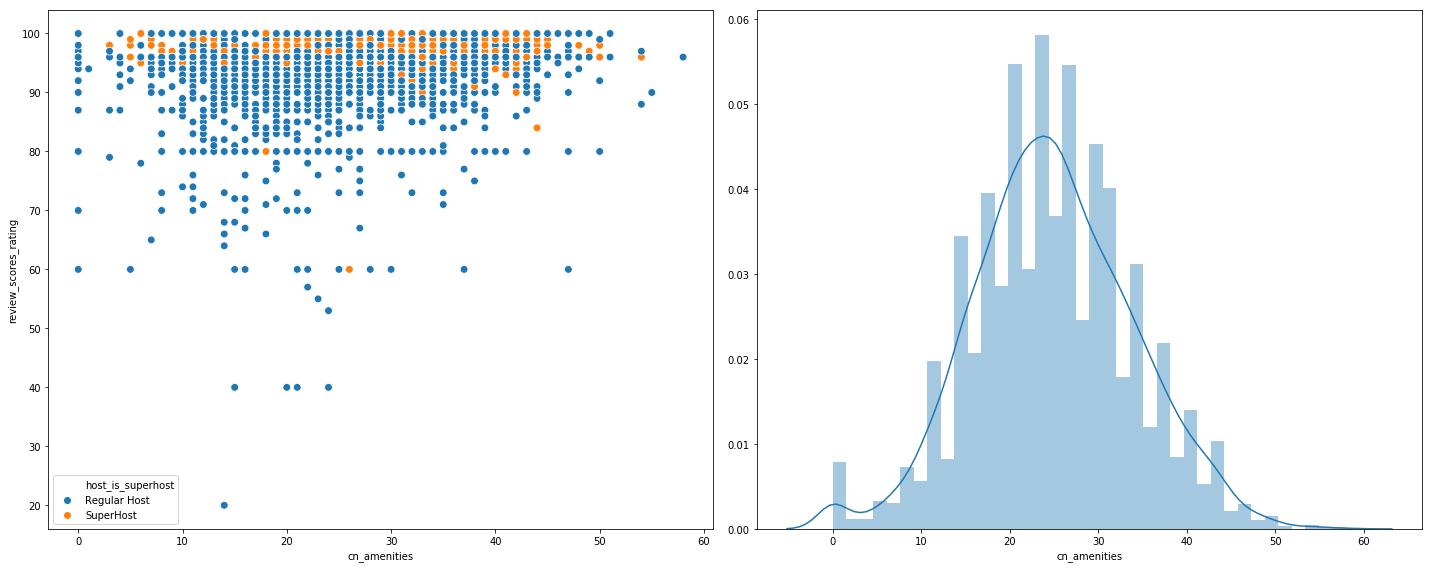 100
90
80
70
60
50
40
30
20
review_scores_rating
host_is_superhost
Regular Host
SuperHost
0 10 20 30 40 50 60
cn_amenities
0.06
0.05
0.04
0.03
0.02
0.01
0.00
0 10 20 30 40 50 60
cn_amenities